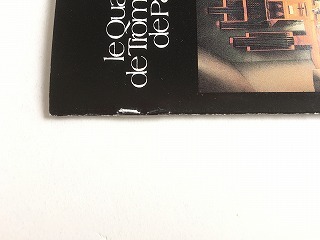 le Qua
de Trom
de P